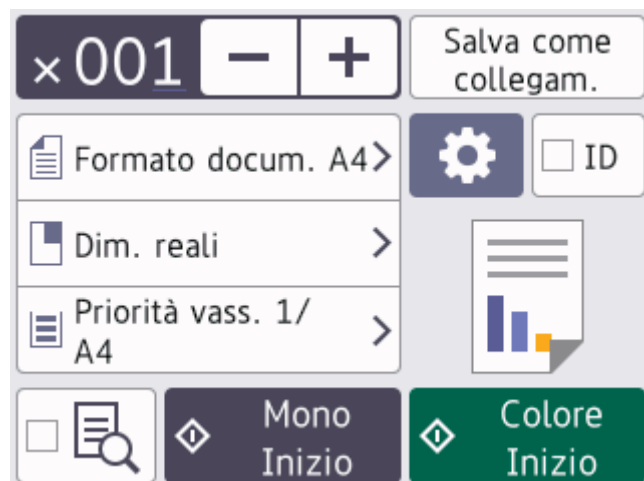 ×001 − +
Salva come
collegam.
Formato docum. A4>
ID
Dim. reali >
Priorità vass. 1/
A4 >
Mono
Inizio
Colore
Inizio